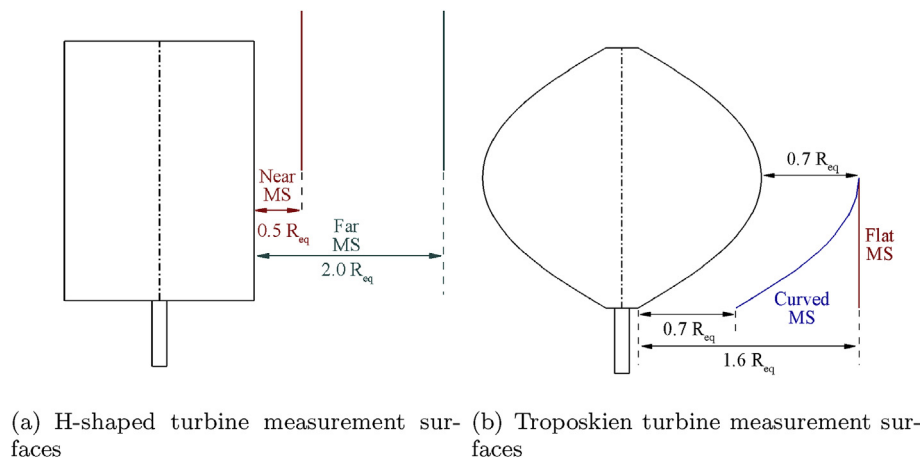 Near
MS
0.5 R_eq
Far
MS
2.0 R_eq
0.7 R_eq
Flat
MS
Curved
MS
0.7 R_eq
1.6 R_eq
(a) H-shaped turbine measurement sur-
faces
(b) Troposkien turbine measurement sur-
faces